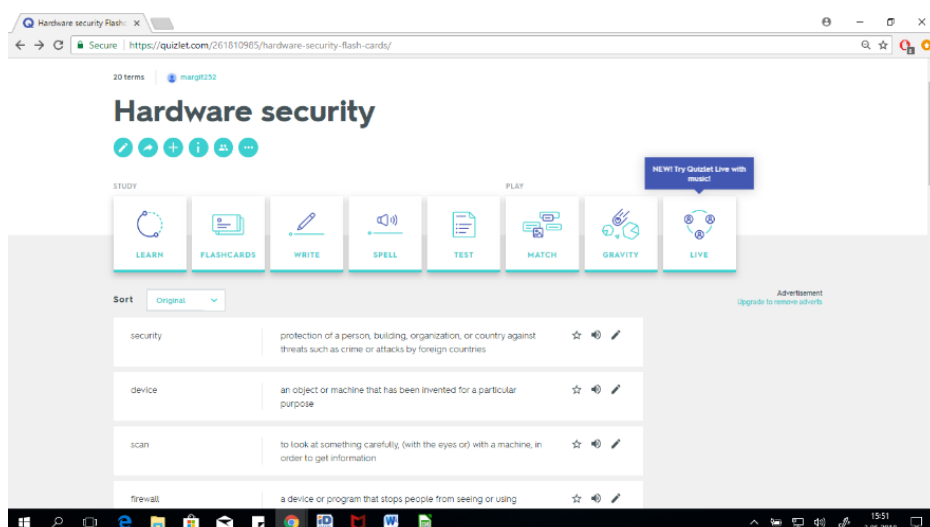 Hardware security Flash
Secure https://quizlet.com/261810985/hardware-security-flash-cards/
20 terms margit252
Hardware security
NEW! Try Quizlet Live with
music!
STUDY PLAY
LEARN FLASHCARDS WRITE SPELL TEST MATCH GRAVITY LIVE
Advertisement
Sort Original Upgrade to remove adverts
security protection of a person, building, organization, or country against
threats such as crime or attacks by foreign countries
device an object or machine that has been invented for a particular
purpose
scan to look at something carefully, (with the eyes or) with a machine, in
order to get information
firewall a device or program that stops people from seeing or using
15:51